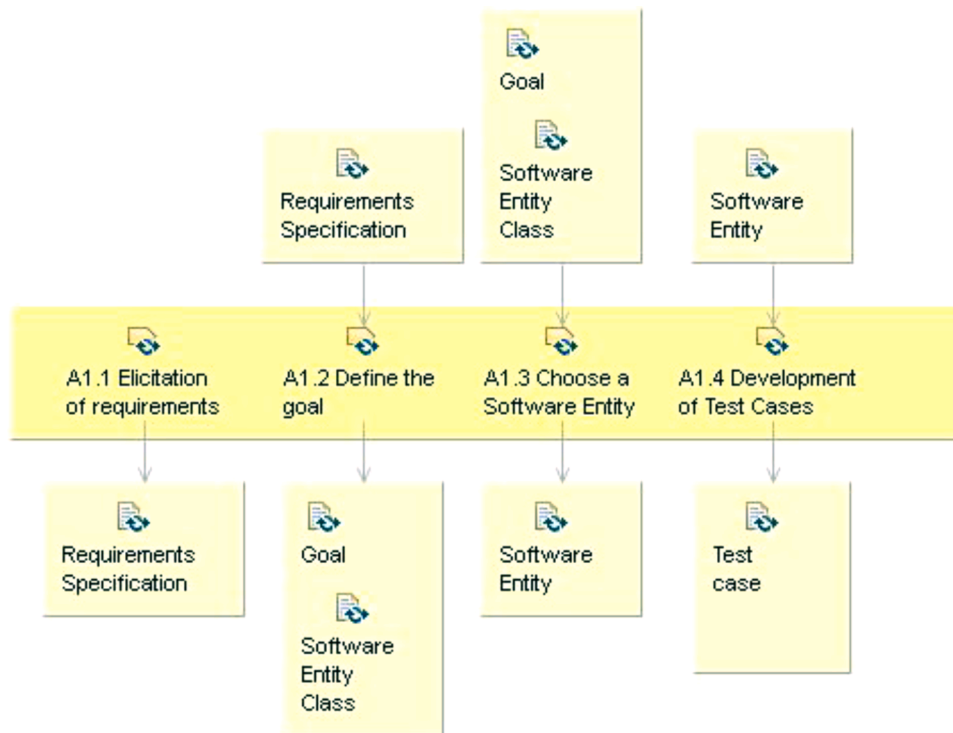 Goal
Software
Entity
Class
Requirements
Specification
Software
Entity
A1.1 Elicitation
of requirements
A1.2 Define the
goal
A1.3 Choose a
Software Entity
A1.4 Development
of Test Cases
Requirements
Specification
Goal
Software
Entity
Class
Software
Entity
Test
case